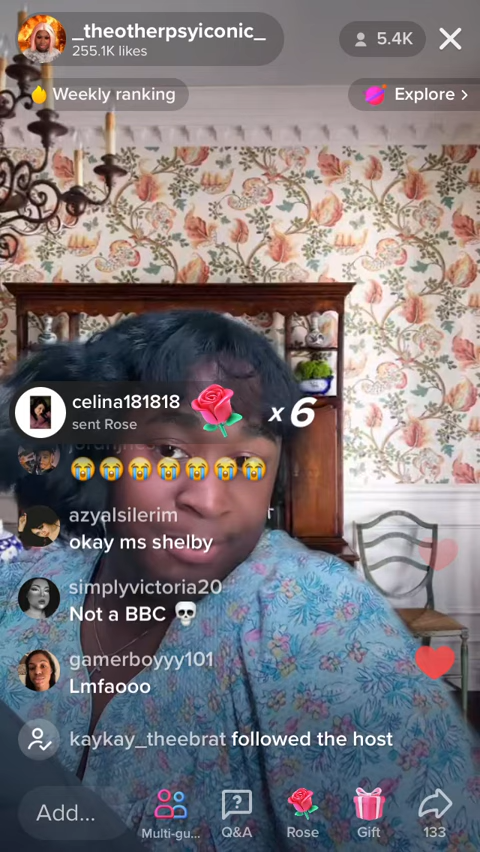 _theotherpsyiconic_
255.1K likes
5.4K
Weekly ranking
Explore >
celina181818
sent Rose
x 6
😭😭😭😭😭😭😭
azyalsilerim
okay ms shelby
simplyvictoria20
Not a BBC 💀
gamerboyyy101
Lmfaooo
kaykay_theebrat followed the host
Add...
Multi-gu...
Q&A
Rose
Gift
133